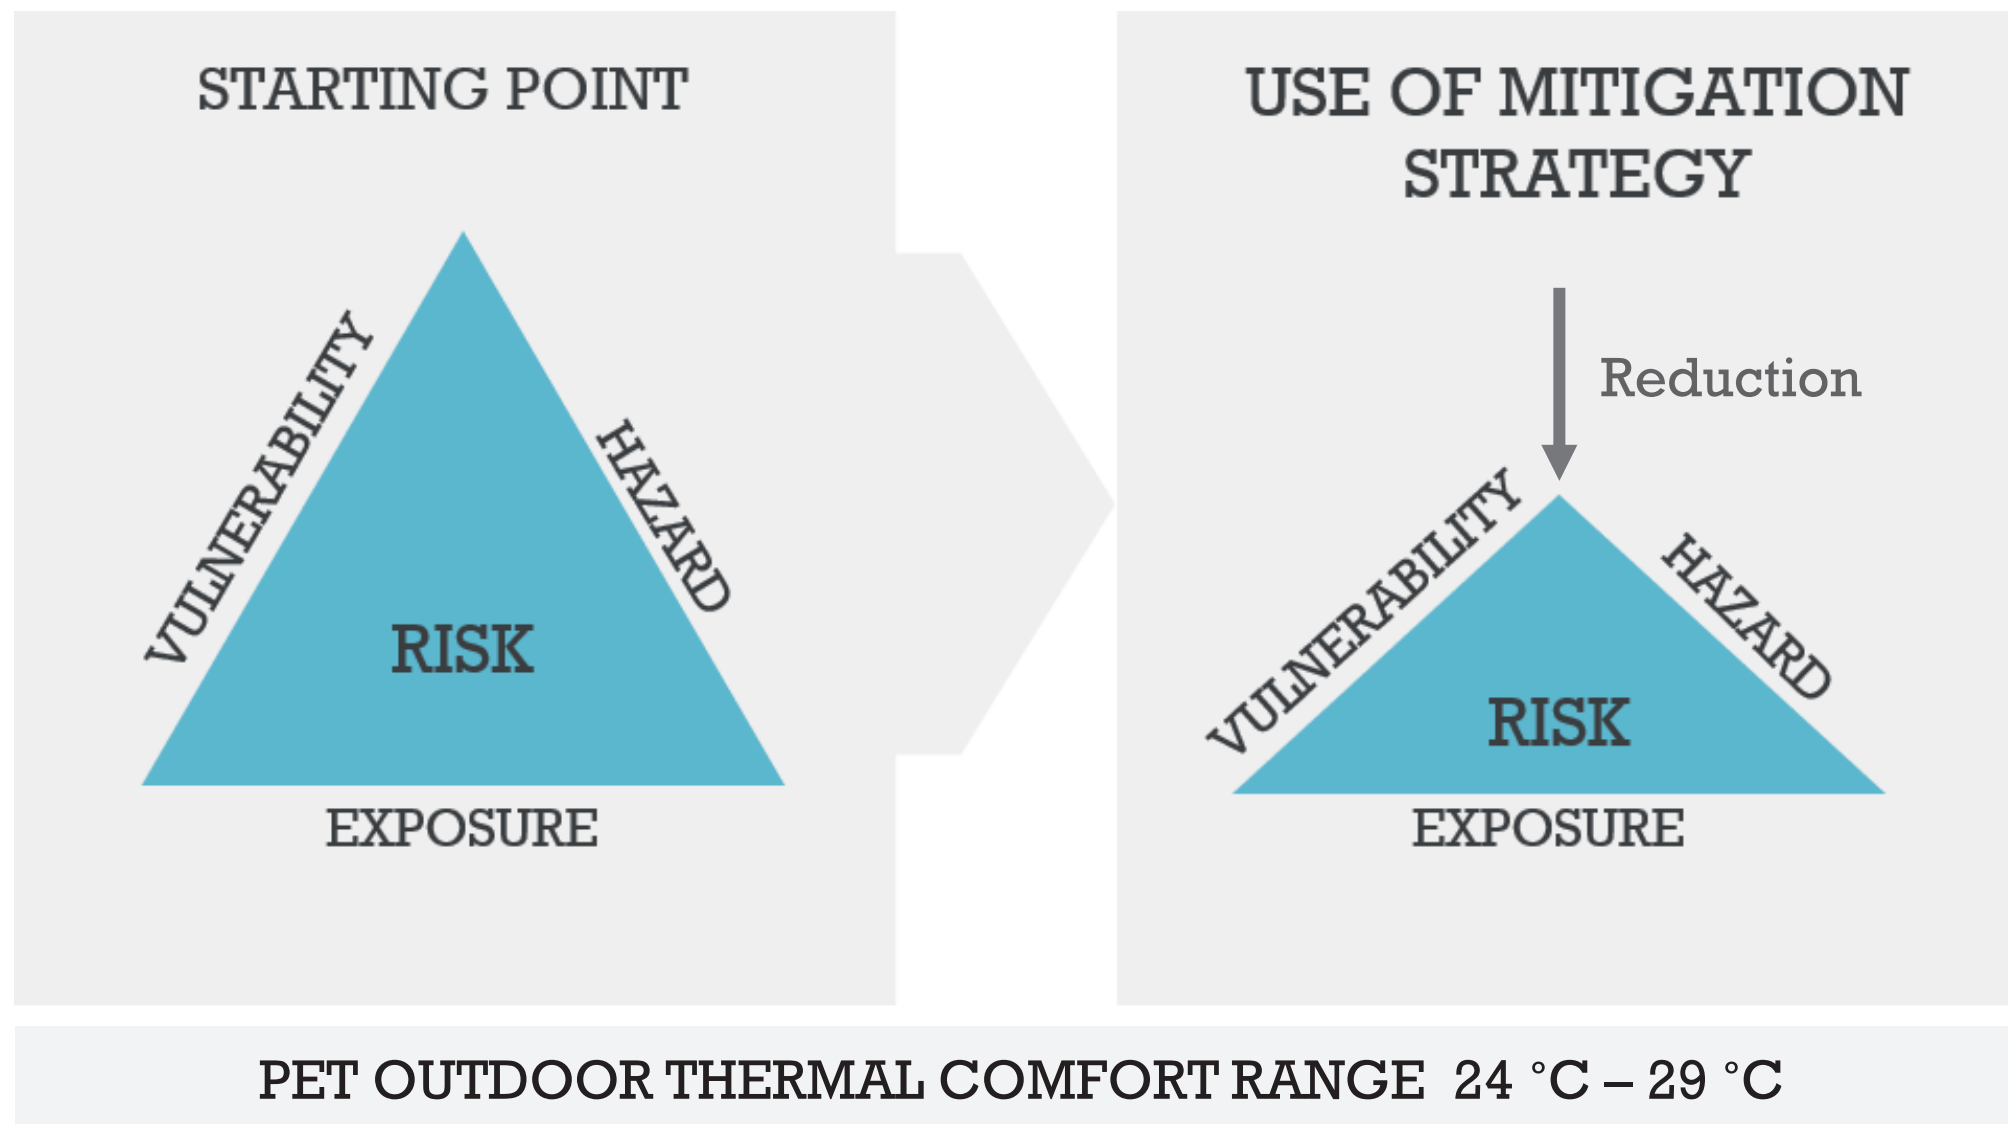 STARTING POINT
VULNERABILITY
HAZARD
RISK
EXPOSURE
USE OF MITIGATION
STRATEGY
Reduction
VULNERABILITY
HAZARD
RISK
EXPOSURE
PET OUTDOOR THERMAL COMFORT RANGE 24 °C – 29 °C